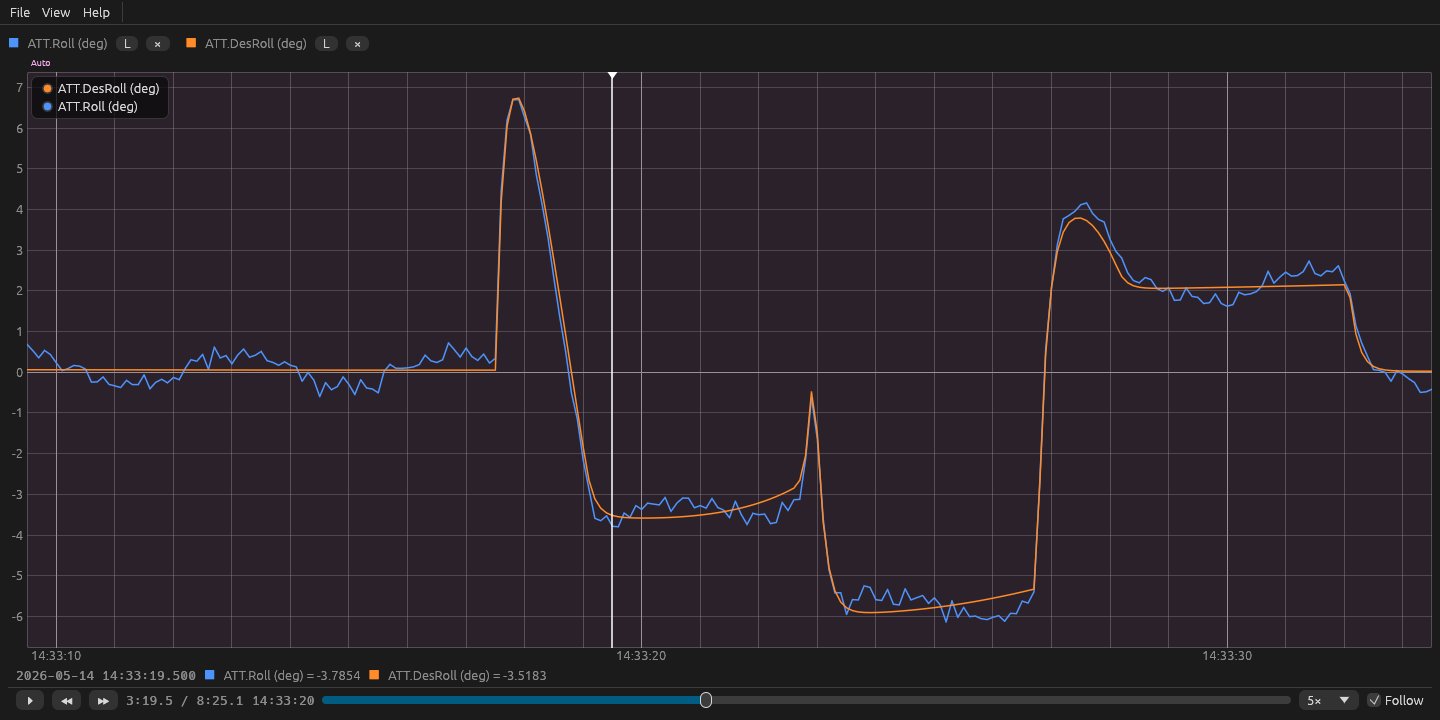 File View Help
ATT.Roll (deg) L × ATT.DesRoll (deg) L ×
Auto
ATT.DesRoll (deg)
ATT.Roll (deg)
7
6
5
4
3
2
1
0
-1
-2
-3
-4
-5
-6
14:33:10 14:33:20 14:33:30
2026-05-14 14:33:19.500 ATT.Roll (deg) = -3.7854 ATT.DesRoll (deg) = -3.5183
3:19.5 / 8:25.1 14:33:20 5× Follow